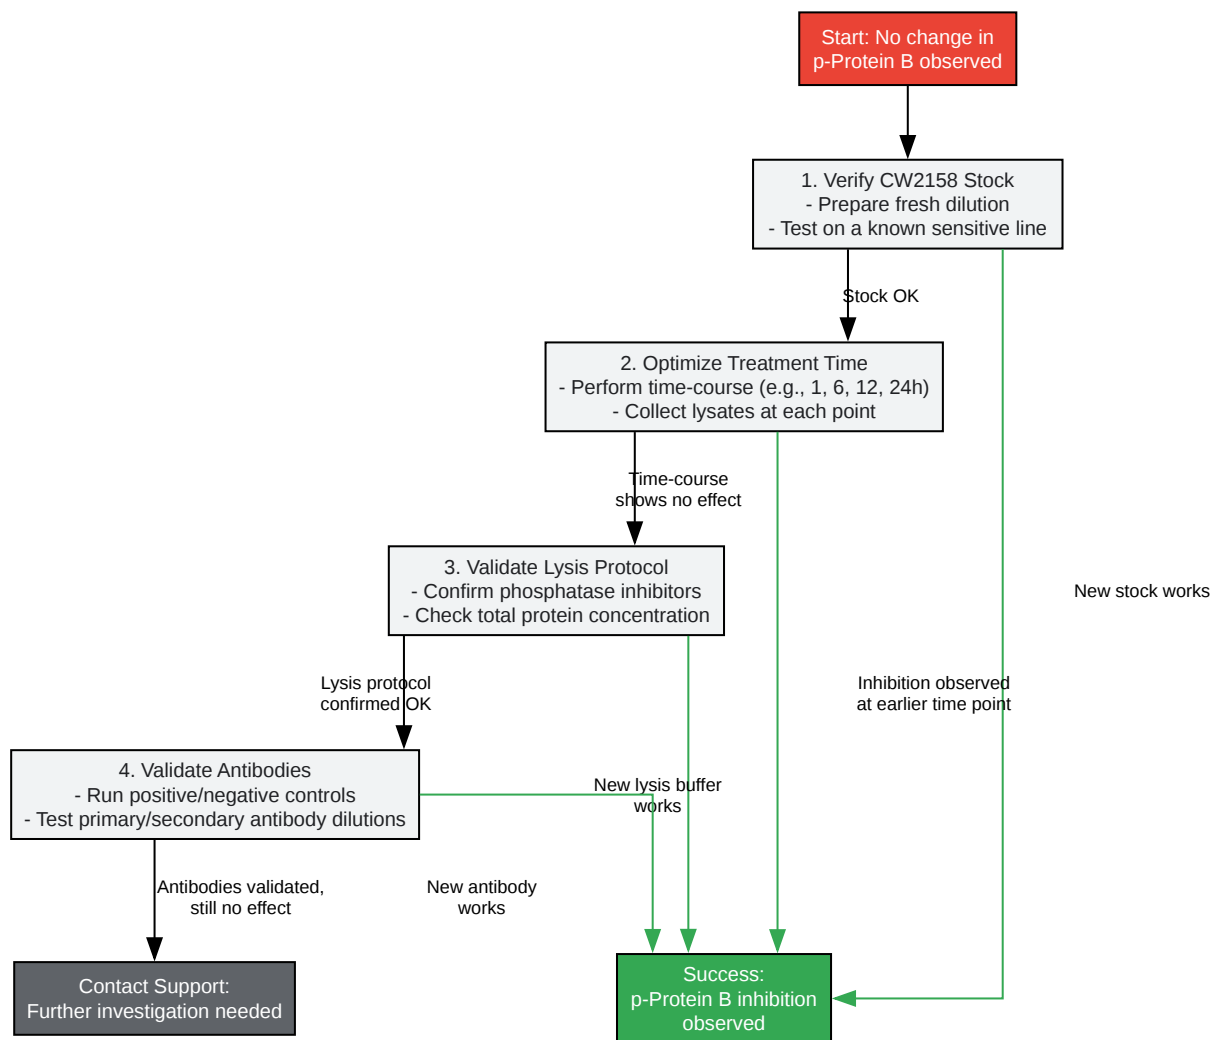 Start: No change in
p-Protein B observed
1. Verify CW2158 Stock
- Prepare fresh dilution
- Test on a known sensitive line
Stock OK
2. Optimize Treatment Time
- Perform time-course (e.g., 1, 6, 12, 24h)
- Collect lysates at each point
Time-course
shows no effect
3. Validate Lysis Protocol
- Confirm phosphatase inhibitors
- Check total protein concentration
New stock works
Lysis protocol
confirmed OK
Inhibition observed
at earlier time point
4. Validate Antibodies
- Run positive/negative controls
- Test primary/secondary antibody dilutions
New lysis buffer
works
Antibodies validated,
still no effect
New antibody
works
Contact Support:
Further investigation needed
Success:
p-Protein B inhibition
observed